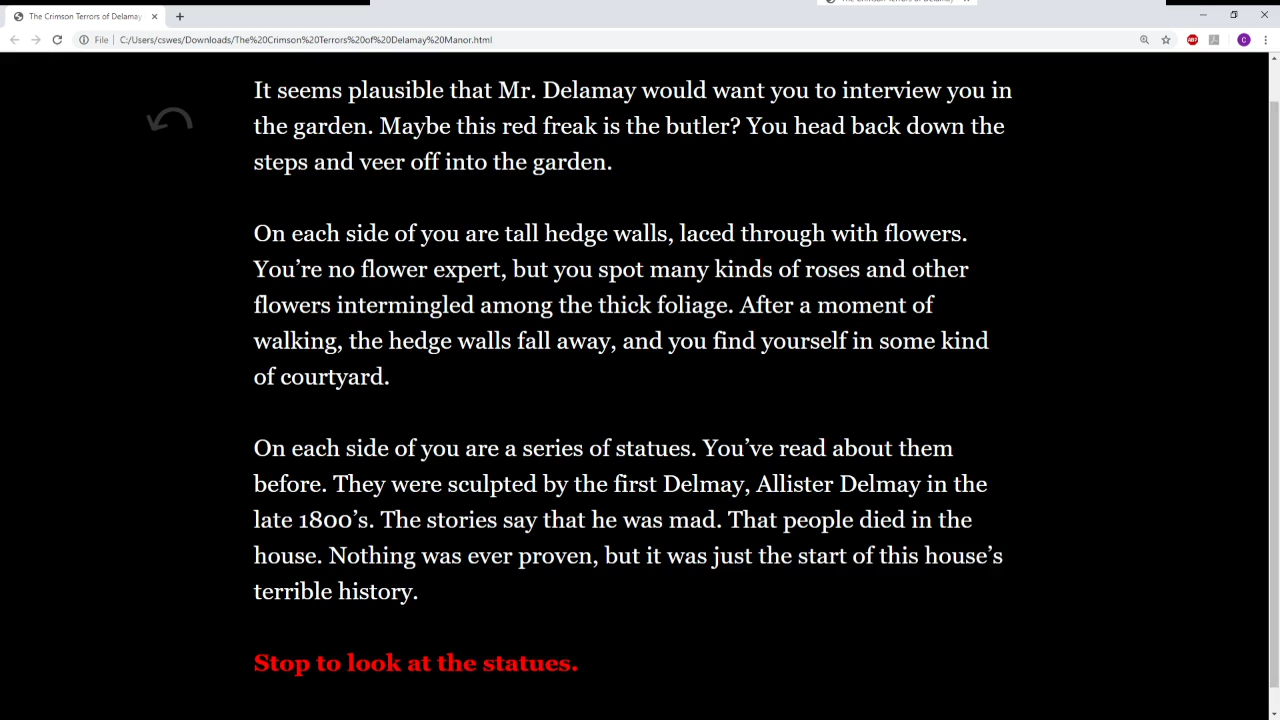 The Crimson Terrors of Delamay
The Crimson Terrors of Delamay
File
C:/Users/cswes/Downloads/The%20Crimson%20Terrors%20of%20Delamay%20Manor.html
ABP
C
It seems plausible that Mr. Delamay would want you to interview you in
the garden. Maybe this red freak is the butler? You head back down the
steps and veer off into the garden.
On each side of you are tall hedge walls, laced through with flowers.
You’re no flower expert, but you spot many kinds of roses and other
flowers intermingled among the thick foliage. After a moment of
walking, the hedge walls fall away, and you find yourself in some kind
of courtyard.
On each side of you are a series of statues. You’ve read about them
before. They were sculpted by the first Delmay, Allister Delmay in the
late 1800’s. The stories say that he was mad. That people died in the
house. Nothing was ever proven, but it was just the start of this house’s
terrible history.
Stop to look at the statues.